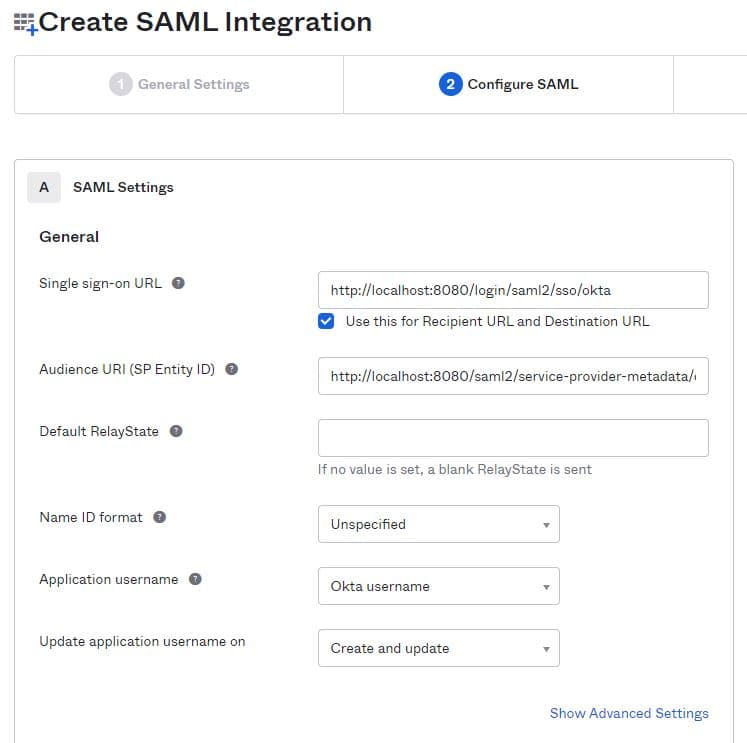 Create SAML Integration
1 General Settings
2 Configure SAML
A SAML Settings
General
Single sign-on URL ?
http://localhost:8080/login/saml2/sso/okta
Use this for Recipient URL and Destination URL
Audience URI (SP Entity ID) ?
http://localhost:8080/saml2/service-provider-metadata/
Default RelayState ?
If no value is set, a blank RelayState is sent
Name ID format ?
Unspecified
Application username ?
Okta username
Update application username on
Create and update
Show Advanced Settings